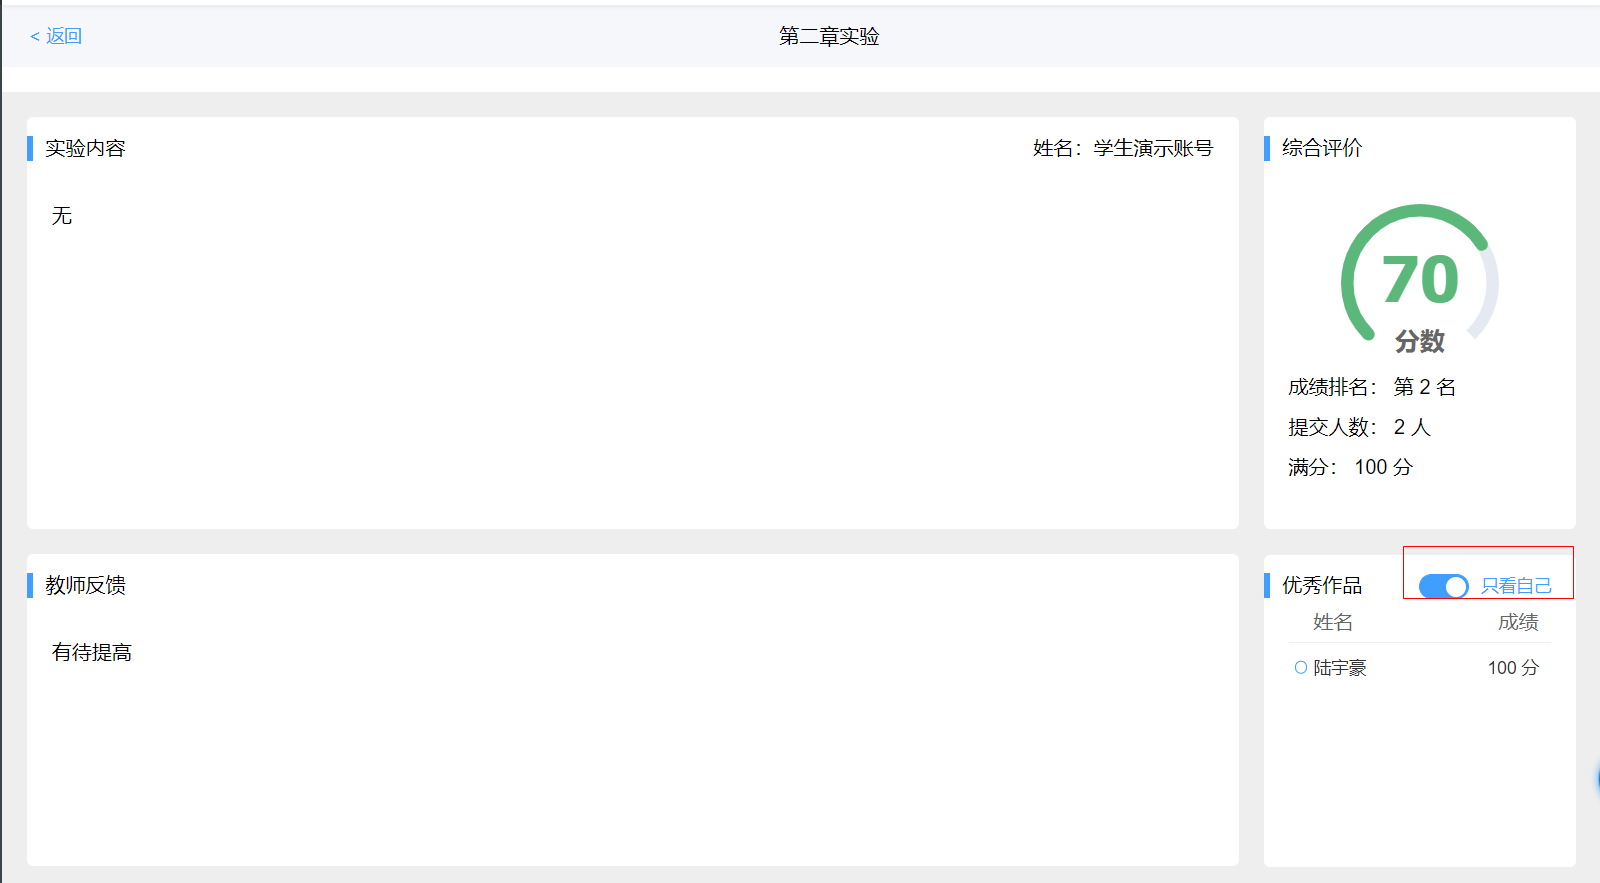 < 返回
第二章实验
实验内容
姓名：学生演示账号
无
综合评价
70
分数
成绩排名： 第 2 名
提交人数： 2 人
满分： 100 分
教师反馈
有待提高
优秀作品
只看自己
姓名 成绩
陆宇豪 100 分